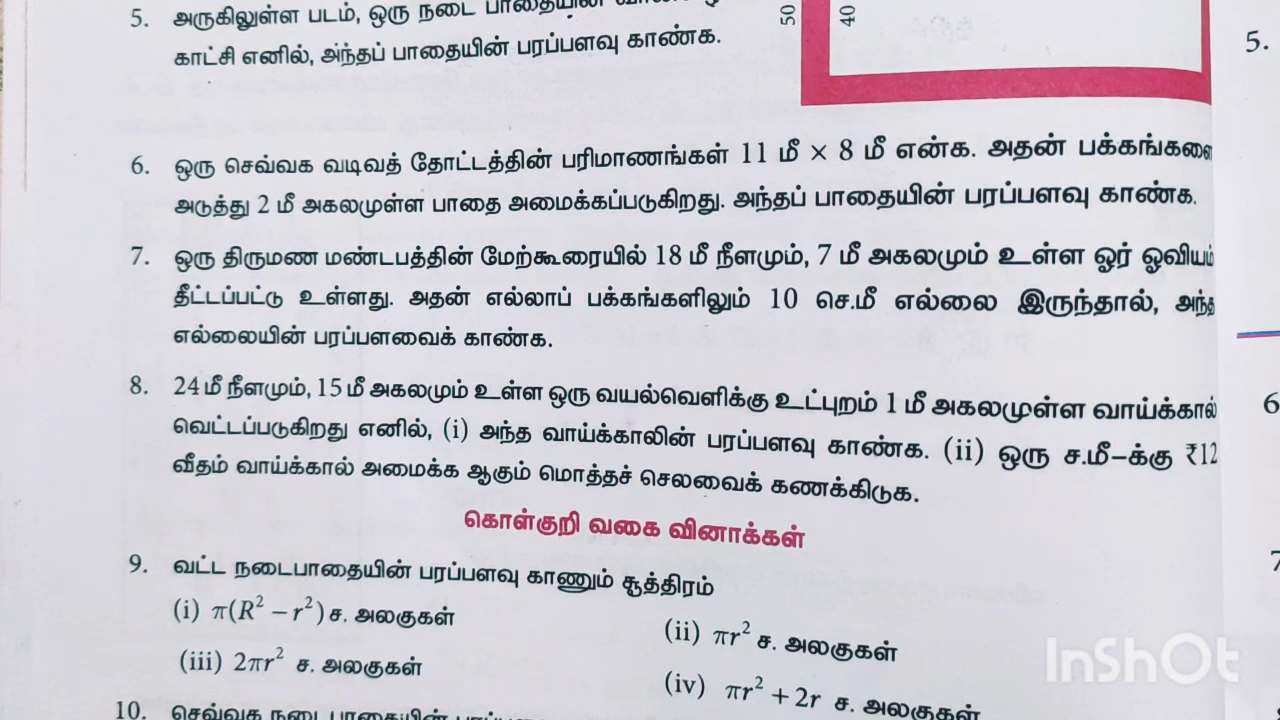 5. அருகிலுள்ள படம், ஒரு நடை பாதையின்
50
40
காட்சி எனில், அந்தப் பாதையின் பரப்பளவு காண்க.
5.
6. ஒரு செவ்வக வடிவத் தோட்டத்தின் பரிமாணங்கள் 11 மீ × 8 மீ என்க. அதன் பக்கங்களை
அடுத்து 2 மீ அகலமுள்ள பாதை அமைக்கப்படுகிறது. அந்தப் பாதையின் பரப்பளவு காண்க.
7. ஒரு திருமண மண்டபத்தின் மேற்கூரையில் 18 மீ நீளமும், 7 மீ அகலமும் உள்ள ஓர் ஓவியம்
தீட்டப்பட்டு உள்ளது. அதன் எல்லாப் பக்கங்களிலும் 10 செ.மீ எல்லை இருந்தால், அந்த
எல்லையின் பரப்பளவைக் காண்க.
8. 24 மீ நீளமும், 15 மீ அகலமும் உள்ள ஒரு வயல்வெளிக்கு உட்புறம் 1 மீ அகலமுள்ள வாய்க்கால்
6
வெட்டப்படுகிறது எனில், (i) அந்த வாய்க்காலின் பரப்பளவு காண்க. (ii) ஒரு ச.மீ-க்கு ₹12
வீதம் வாய்க்கால் அமைக்க ஆகும் மொத்தச் செலவைக் கணக்கிடுக.
கொள்குறி வகை வினாக்கள்
7
9. வட்ட நடைபாதையின் பரப்பளவு காணும் சூத்திரம்
(i) π(R² − r²) ச. அலகுகள்
(ii) πr² ச. அலகுகள்
(iii) 2πr² ச. அலகுகள்
(iv) πr² + 2r ச. அலகுகள்
10. செவ்வக நடைபாதையின்
InShOt